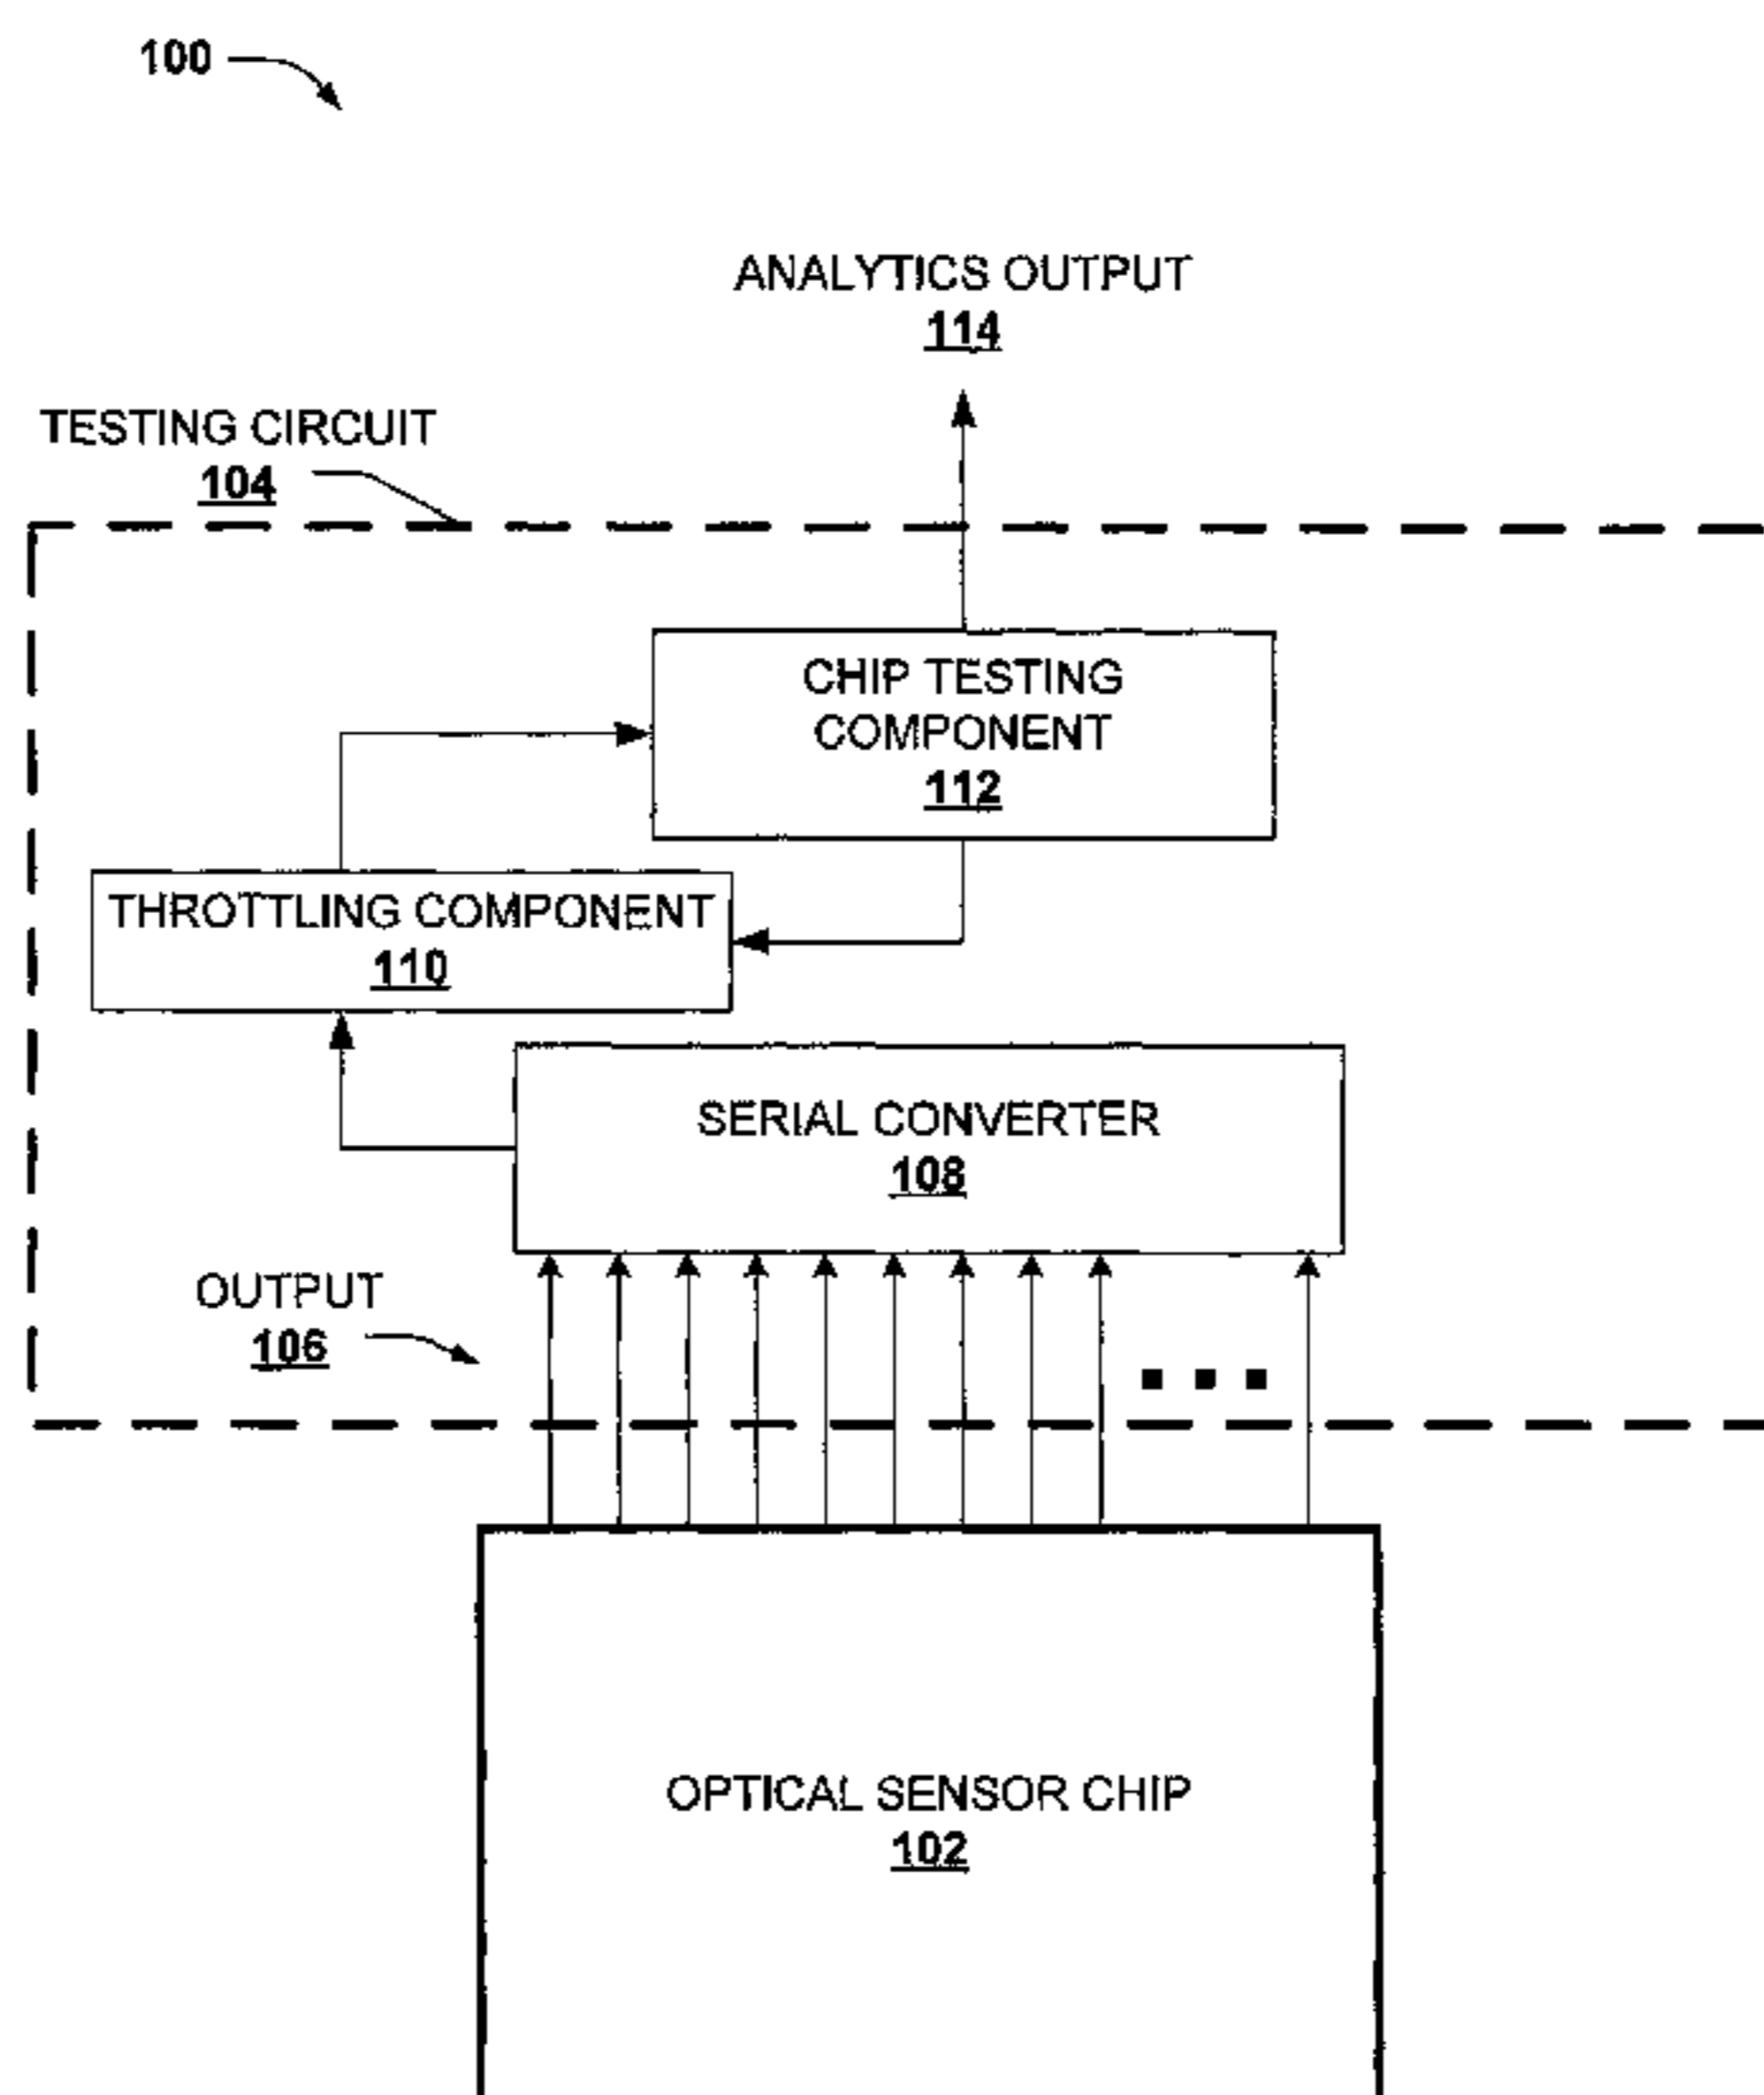 100
ANALYTICS OUTPUT
114
TESTING CIRCUIT
104
CHIP TESTING
COMPONENT
112
THROTTLING COMPONENT
110
SERIAL CONVERTER
108
OUTPUT
106
OPTICAL SENSOR CHIP
102